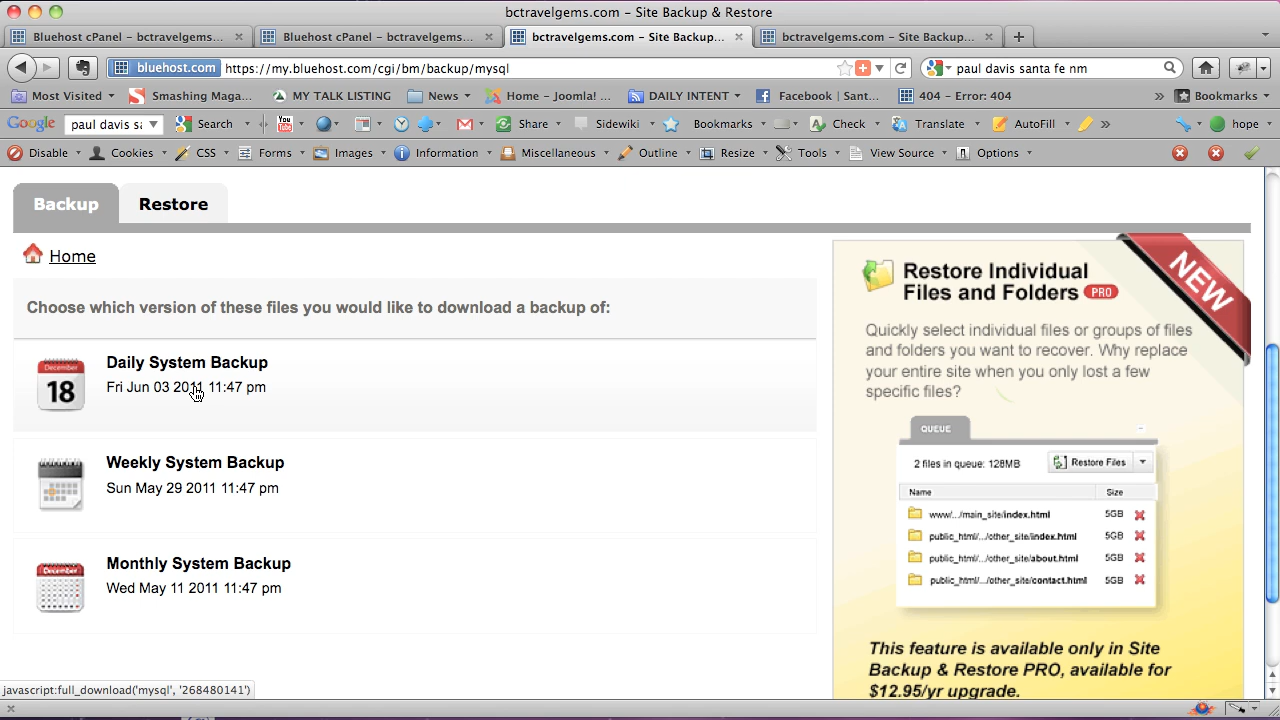 bctravelgems.com – Site Backup & Restore
Bluehost cPanel – bctravelgems...
Bluehost cPanel – bctravelgems...
bctravelgems.com – Site Backup...
bctravelgems.com – Site Backup...
bluehost.com https://my.bluehost.com/cgi/bm/backup/mysql
paul davis santa fe nm
Most Visited Smashing Maga... MY TALK LISTING News Home – Joomla! ... DAILY INTENT Facebook | Sant... 404 – Error: 404 » Bookmarks
Google paul davis sa Search Share Sidewiki Bookmarks Check Translate AutoFill » hope
Disable Cookies CSS Forms Images Information Miscellaneous Outline Resize Tools View Source Options
Backup Restore
Home
Choose which version of these files you would like to download a backup of:
December
18
Daily System Backup
Fri Jun 03 2011 11:47 pm
Weekly System Backup
Sun May 29 2011 11:47 pm
December
Monthly System Backup
Wed May 11 2011 11:47 pm
NEW
Restore Individual
Files and Folders PRO
Quickly select individual files or groups of files
and folders you want to recover. Why replace
your entire site when you only lost a few
specific files?
QUEUE
2 files in queue: 128MB Restore Files
Name Size
www/.../main_site/index.html 5GB
public_html/.../other_site/index.html 5GB
public_html/.../other_site/about.html 5GB
public_html/.../other_site/contact.html 5GB
This feature is available only in Site
Backup & Restore PRO, available for
$12.95/yr upgrade.
javascript:full_download('mysql', '268480141')